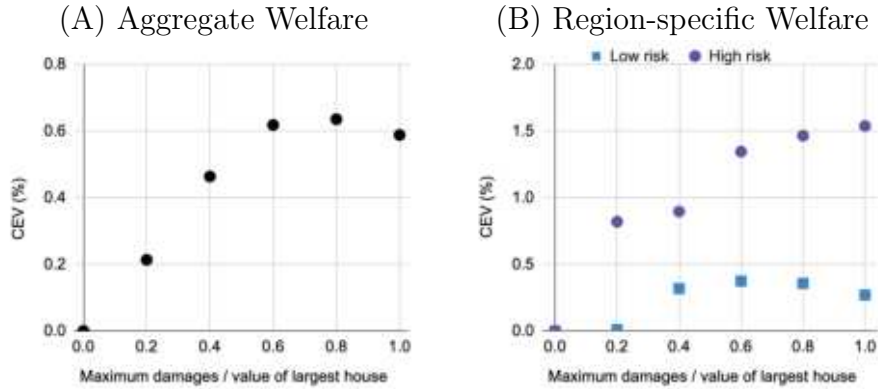 (A) Aggregate Welfare
0.8
0.6
0.4
0.2
0.0
CEV (%)
0.0 0.2 0.4 0.6 0.8 1.0
Maximum damages / value of largest house
(B) Region-specific Welfare
Low risk High risk
2.0
1.5
1.0
0.5
0.0
CEV (%)
0.0 0.2 0.4 0.6 0.8 1.0
Maximum damages / value of largest house